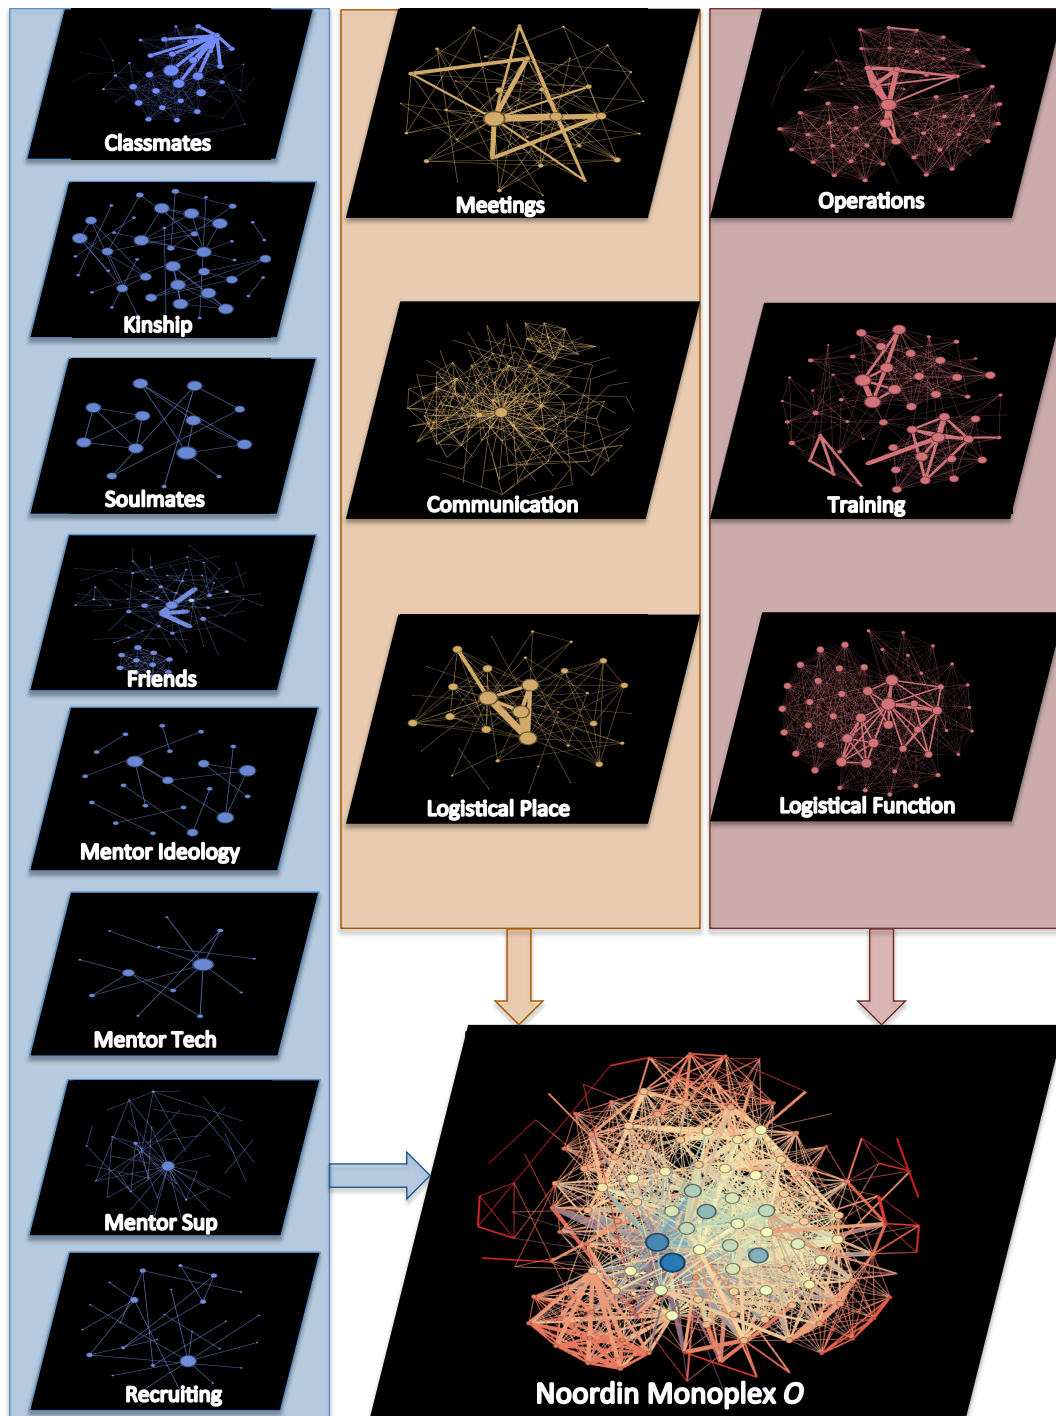 Classmates
Kinship
Soulmates
Friends
Mentor Ideology
Mentor Tech
Mentor Sup
Recruiting
Meetings
Communication
Logistical Place
Operations
Training
Logistical Function
Noordin Monoplex O